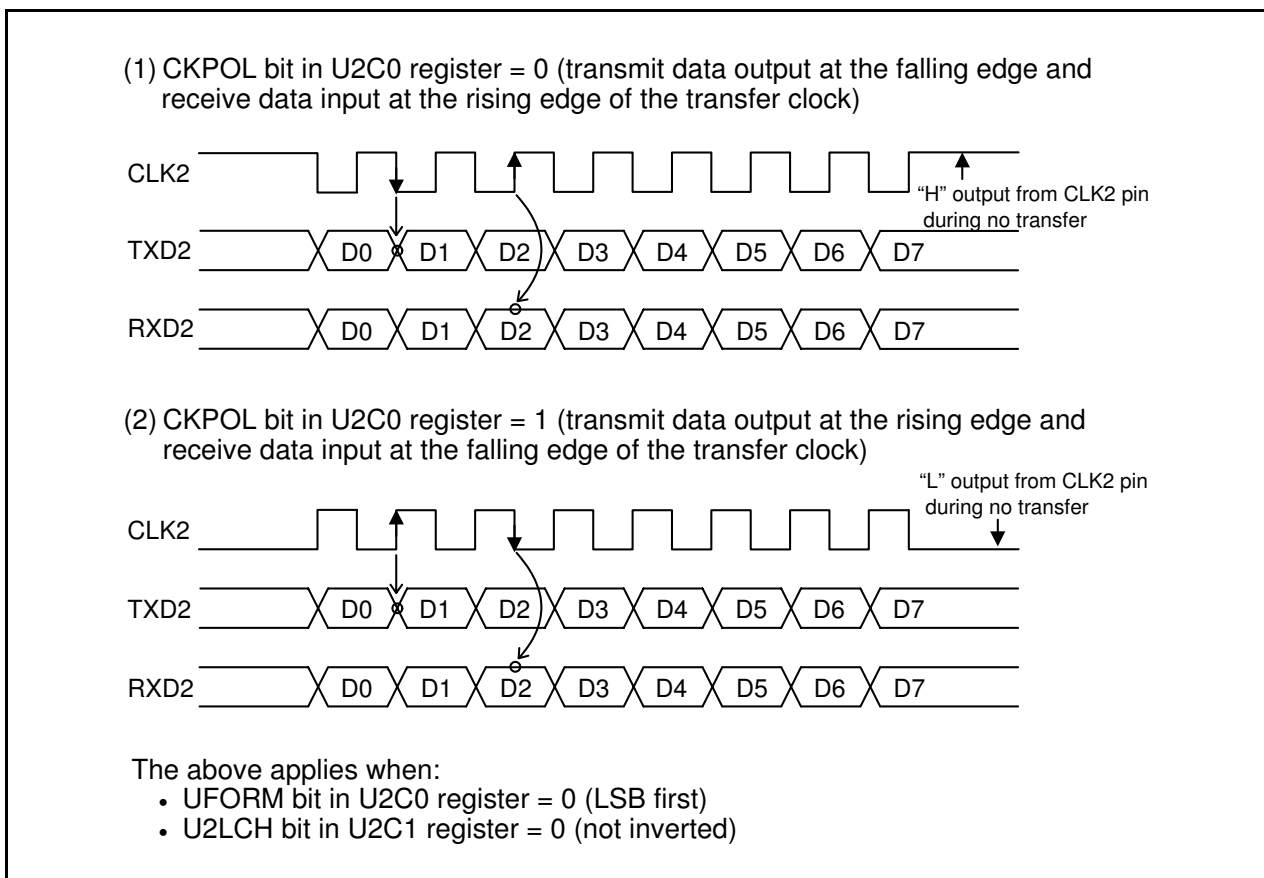 (1) CKPOL bit in U2C0 register = 0 (transmit data output at the falling edge and
receive data input at the rising edge of the transfer clock)
CLK2
“H” output from CLK2 pin
during no transfer
TXD2
D0 D1 D2 D3 D4 D5 D6 D7
RXD2
D0 D1 D2 D3 D4 D5 D6 D7
(2) CKPOL bit in U2C0 register = 1 (transmit data output at the rising edge and
receive data input at the falling edge of the transfer clock)
“L” output from CLK2 pin
during no transfer
CLK2
TXD2
D0 D1 D2 D3 D4 D5 D6 D7
RXD2
D0 D1 D2 D3 D4 D5 D6 D7
The above applies when:
• UFORM bit in U2C0 register = 0 (LSB first)
• U2LCH bit in U2C1 register = 0 (not inverted)